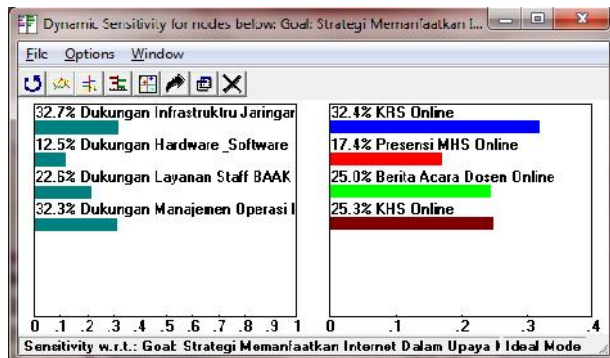 Dynamic Sensitivity for nodes below: Goal: Strategi Memanfaatkan I...
File Options Window
32.7% Dukungan Infrastruktru Jaringar
12.5% Dukungan Hardware _Software
22.6% Dukungan Layanan Staff BAAK
32.3% Dukungan Manajemen Operasi I
0 .1 .2 .3 .4 .5 .6 .7 .8 .9 1
32.4% KRS Online
17.4% Presensi MHS Online
25.0% Berita Acara Dosen Online
25.3% KHS Online
0 .1 .2 .3 .4
Sensitivity w.r.t.: Goal: Strategi Memanfaatkan Internet Dalam Upaya
Ideal Mode